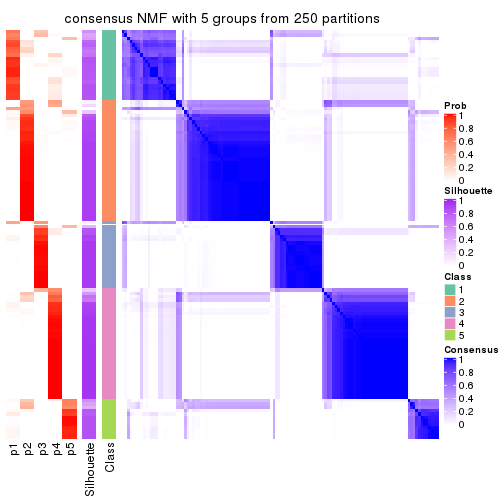 consensus NMF with 5 groups from 250 partitions
Prob
1
0.8
0.6
0.4
0.2
0
Silhouette
1
0.8
0.6
0.4
0.2
0
Class
1
2
3
4
5
Consensus
1
0.8
0.6
0.4
0.2
0
p1
p2
p3
p4
p5
Silhouette
Class